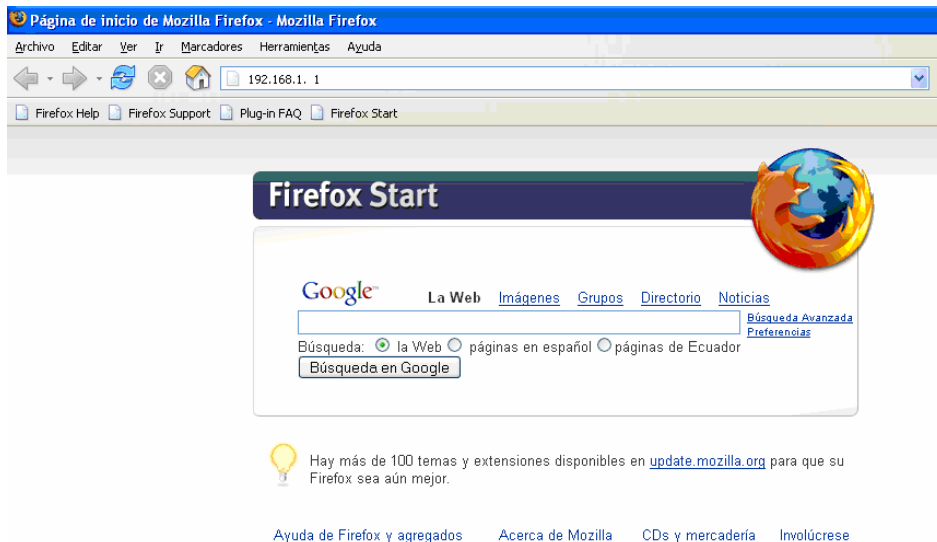 Página de inicio de Mozilla Firefox - Mozilla Firefox
Archivo Editar Ver Ir Marcadores Herramientas Ayuda
192.168.1. 1
Firefox Help Firefox Support Plug-in FAQ Firefox Start
Firefox Start
Google™ La Web Imágenes Grupos Directorio Noticias
Búsqueda Avanzada
Preferencias
Búsqueda: la Web páginas en español páginas de Ecuador
Búsqueda en Google
Hay más de 100 temas y extensiones disponibles en update.mozilla.org para que su
Firefox sea aún mejor.
Ayuda de Firefox y agregados Acerca de Mozilla CDs y mercadería Involúcrese